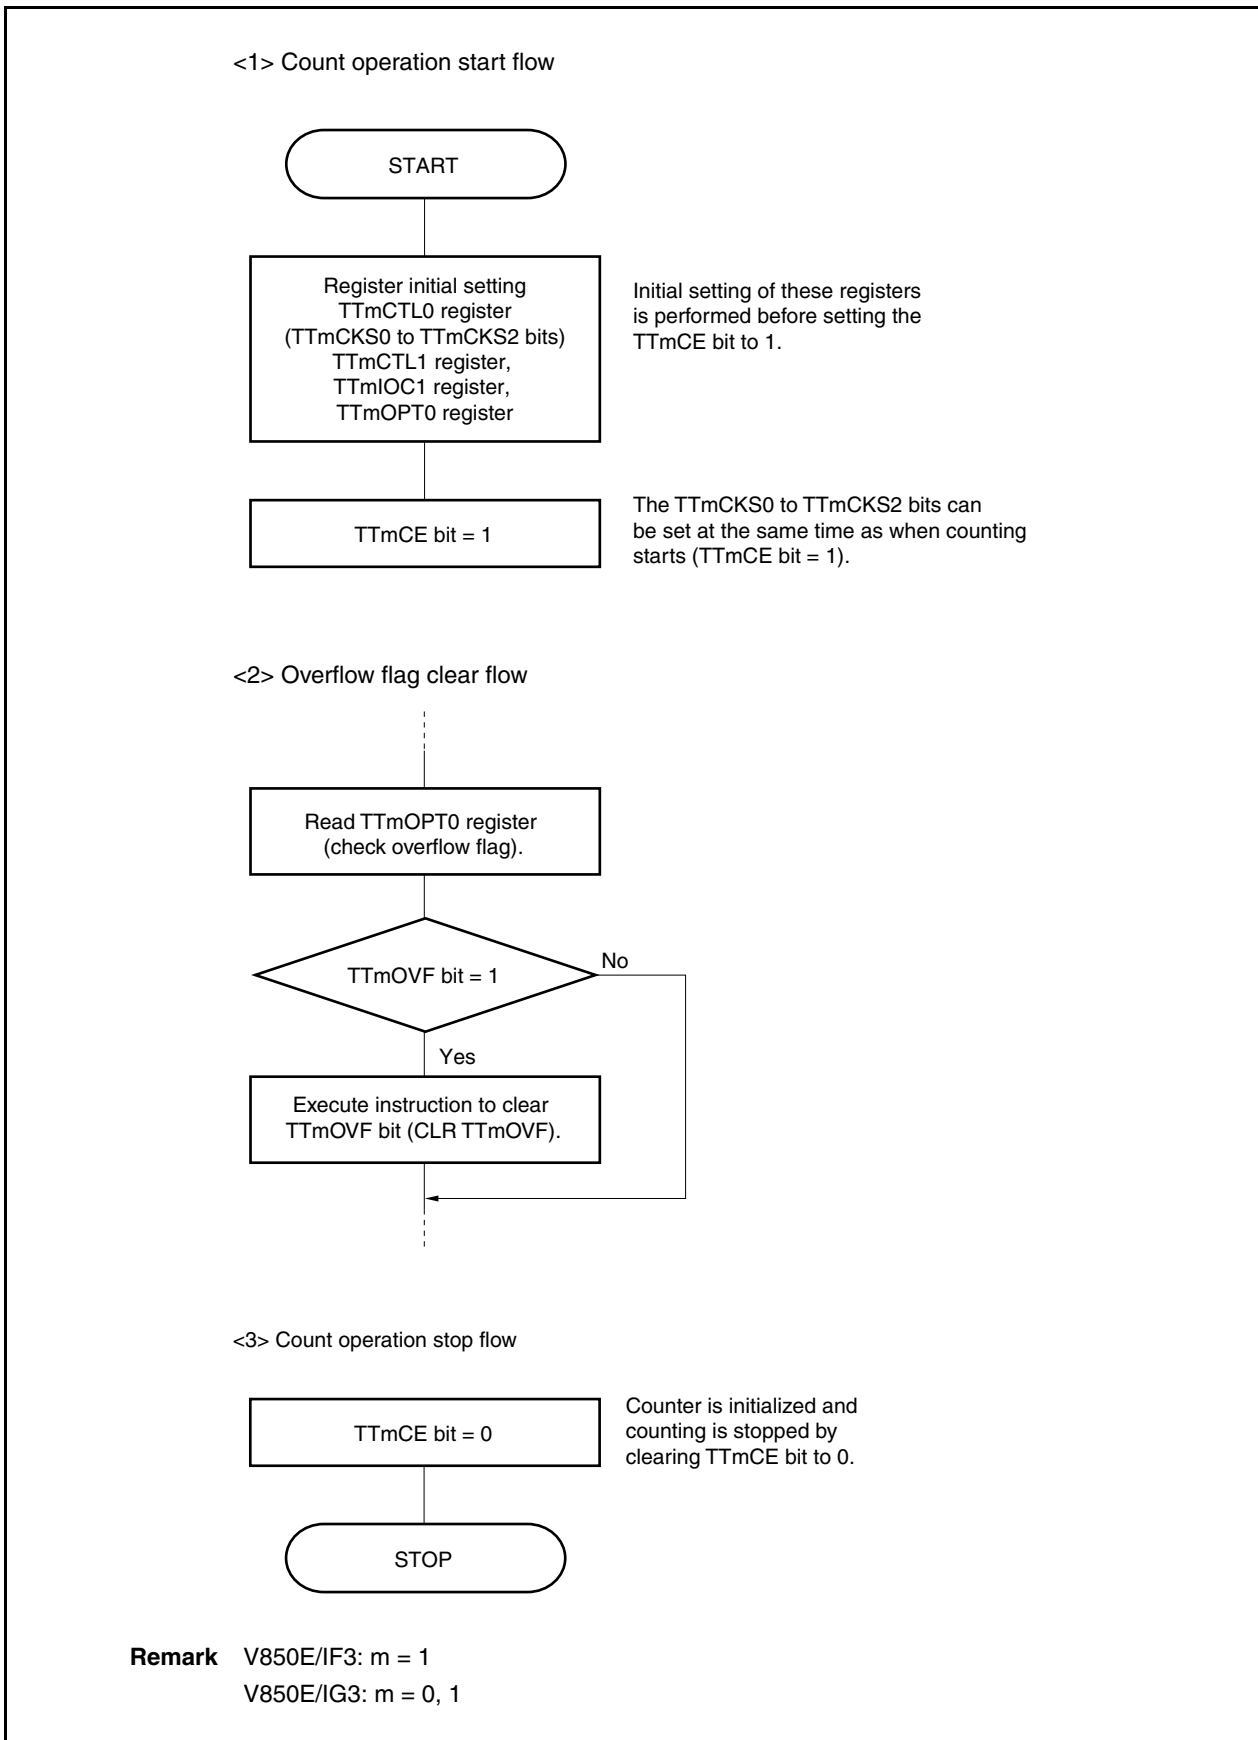 <1> Count operation start flow
START
Register initial setting
TTmCTL0 register
(TTmCKS0 to TTmCKS2 bits)
TTmCTL1 register,
TTmIOC1 register,
TTmOPT0 register
Initial setting of these registers
is performed before setting the
TTmCE bit to 1.
TTmCE bit = 1
The TTmCKS0 to TTmCKS2 bits can
be set at the same time as when counting
starts (TTmCE bit = 1).
<2> Overflow flag clear flow
Read TTmOPT0 register
(check overflow flag).
TTmOVF bit = 1
No
Yes
Execute instruction to clear
TTmOVF bit (CLR TTmOVF).
<3> Count operation stop flow
TTmCE bit = 0
Counter is initialized and
counting is stopped by
clearing TTmCE bit to 0.
STOP
Remark V850E/IF3: m = 1
V850E/IG3: m = 0, 1